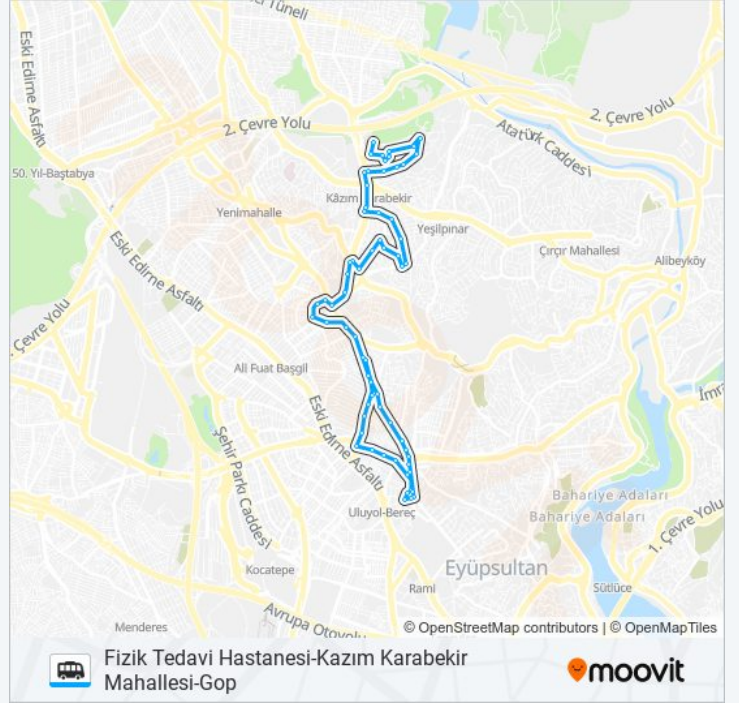 ci Tüneli
Eski Edirne Asfaltı
2. Çevre Yolu
2. Çevre Yolu
Atatürk Caddesi
50. Yıl-Baştabya
Kâzım Karabekir
Yenimahalle
Yeşilpınar
Çırçır Mahallesi
Alibeyköy
Eski Edirne Asfaltı
. Çevre Yolu
Ali Fuat Başgil
İmra
Eski Edirne Asfaltı
Şehir Parkı Caddesi
Bahariye Adaları
Uluyol-Bereç
Bahariye Adaları
1. Çevre Yolu
Kocatepe
Eyüpsultan
Rami
Sütlüce
Menderes
Avrupa Otoyolu
© OpenStreetMap contributors | © OpenMapTiles
Fizik Tedavi Hastanesi-Kazım Karabekir
Mahallesi-Gop
moovit